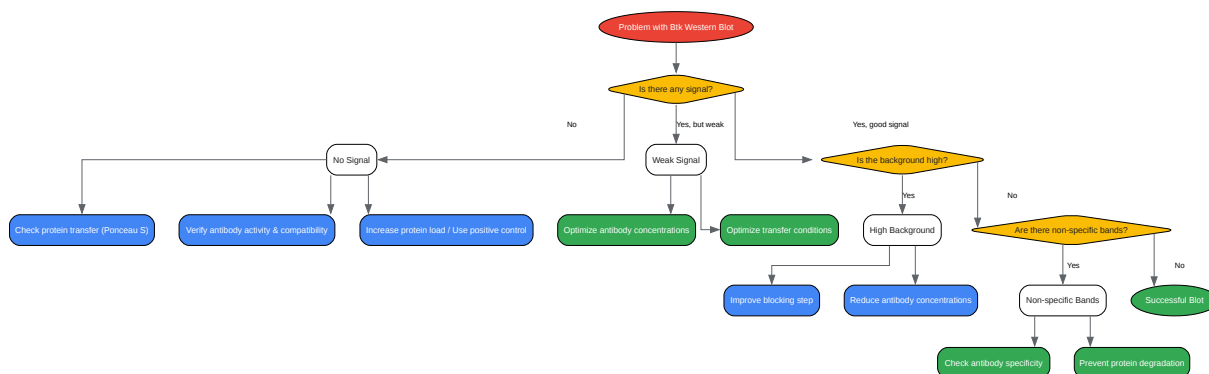 Problem with Btk Western Blot
Is there any signal?
No
Yes, but weak
Yes, good signal
No Signal
Weak Signal
Is the background high?
Yes
No
Check protein transfer (Ponceau S)
Verify antibody activity & compatibility
Increase protein load / Use positive control
Optimize antibody concentrations
Optimize transfer conditions
High Background
Are there non-specific bands?
Yes
No
Improve blocking step
Reduce antibody concentrations
Non-specific Bands
Successful Blot
Check antibody specificity
Prevent protein degradation